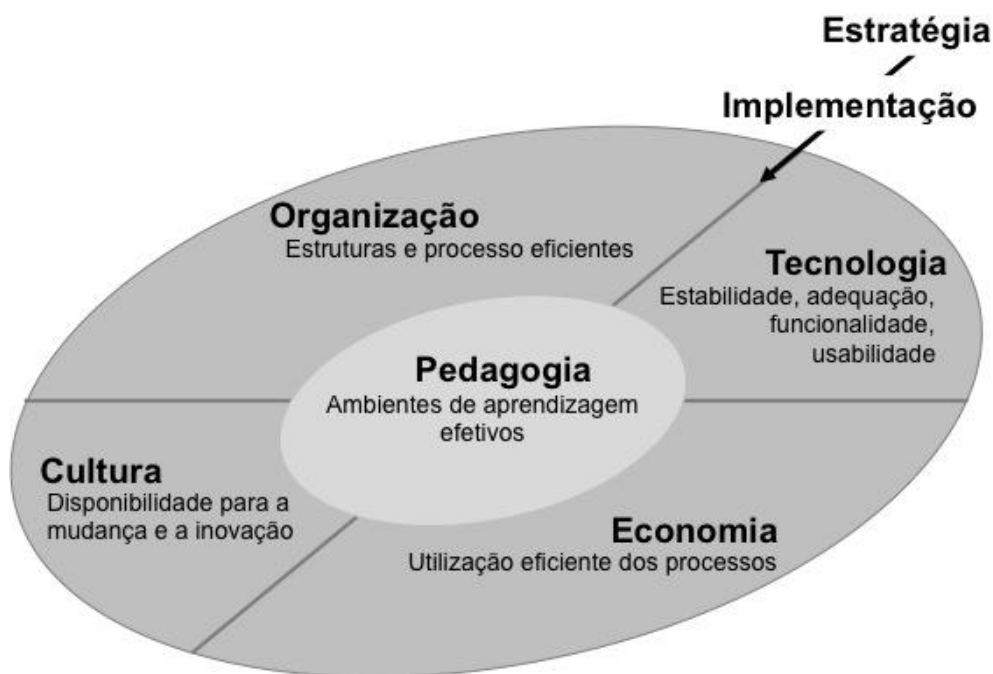 Estratégia
Implementação
Organização
Estruturas e processo eficientes
Tecnologia
Estabilidade, adequação,
funcionalidade,
usabilidade
Pedagogia
Ambientes de aprendizagem
efetivos
Cultura
Disponibilidade para a
mudança e a inovação
Economia
Utilização eficiente dos processos